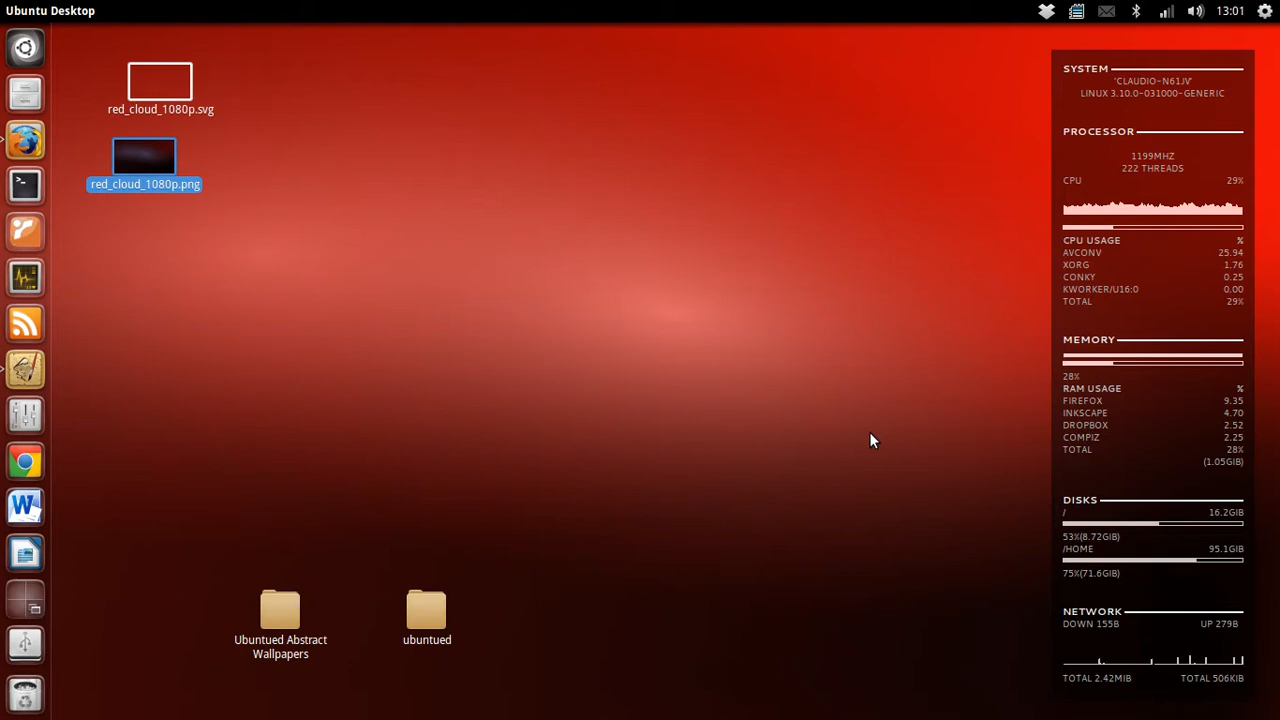 Ubuntu Desktop
13:01
red_cloud_1080p.svg
red_cloud_1080p.png
Ubuntued Abstract
Wallpapers
ubuntued
SYSTEM
'CLAUDIO-N61JV'
LINUX 3.10.0-031000-GENERIC
PROCESSOR
1199MHZ
222 THREADS
CPU 29%
CPU USAGE %
AVCONV 25.94
XORG 1.76
CONKY 0.25
KWORKER/U16:0 0.00
TOTAL 29%
MEMORY
28%
RAM USAGE %
FIREFOX 9.35
INKSCAPE 4.70
DROPBOX 2.52
COMPIZ 2.25
TOTAL 28%
(1.05GIB)
DISKS
/ 16.2GIB
53%(8.72GIB)
/HOME 95.1GIB
75%(71.6GIB)
NETWORK
DOWN 155B UP 279B
TOTAL 2.42MIB TOTAL 506KIB